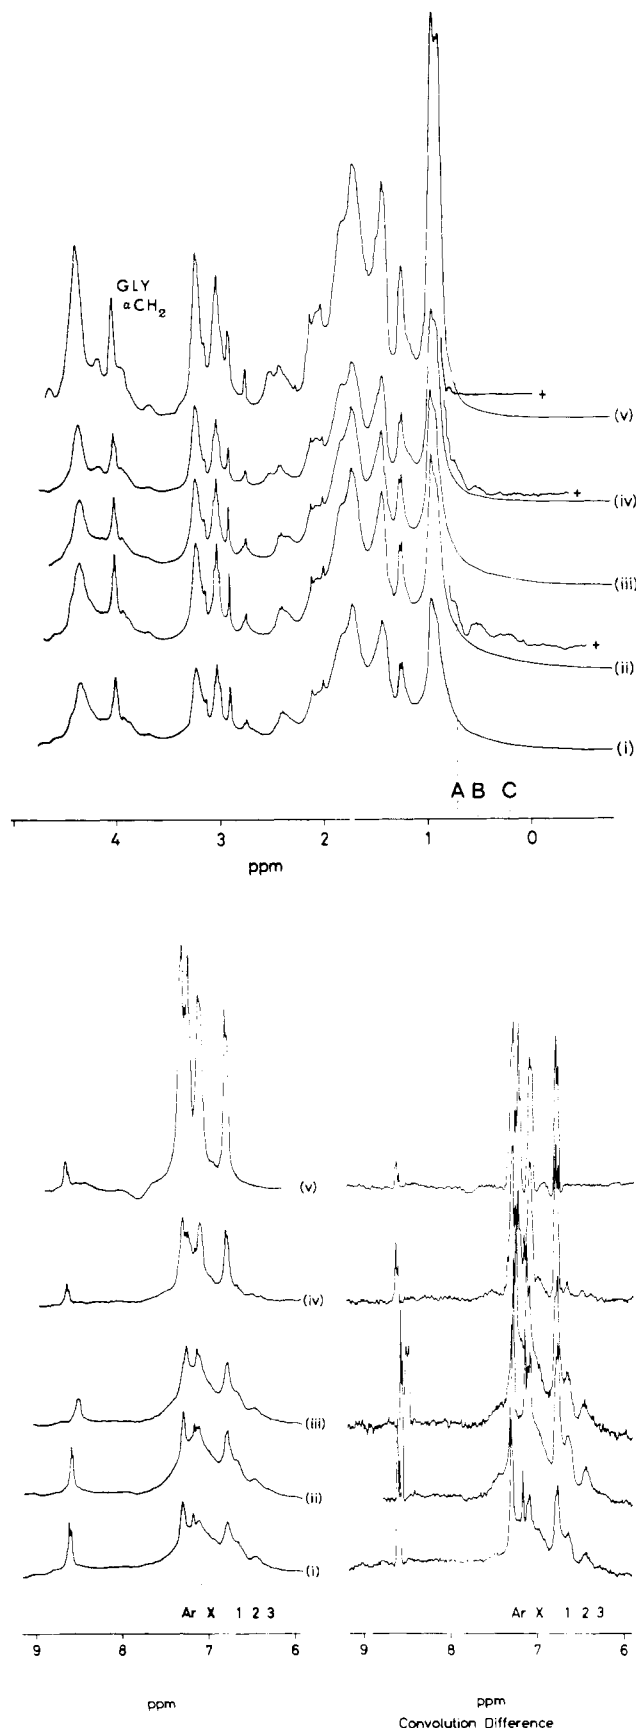 GLY
αCH₂
+
(v)
+
(iv)
(iii)
+
(ii)
(i)
A B C
4 3 2 1 0
ppm
(v)
(iv)
(iii)
(ii)
(i)
Ar X 1 2 3
9 8 7 6
ppm
Ar X 1 2 3
9 8 7 6
ppm
Convolution Difference